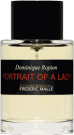 Dominique Ropion
PORTRAIT OF A LADY
FREDERIC MALLE